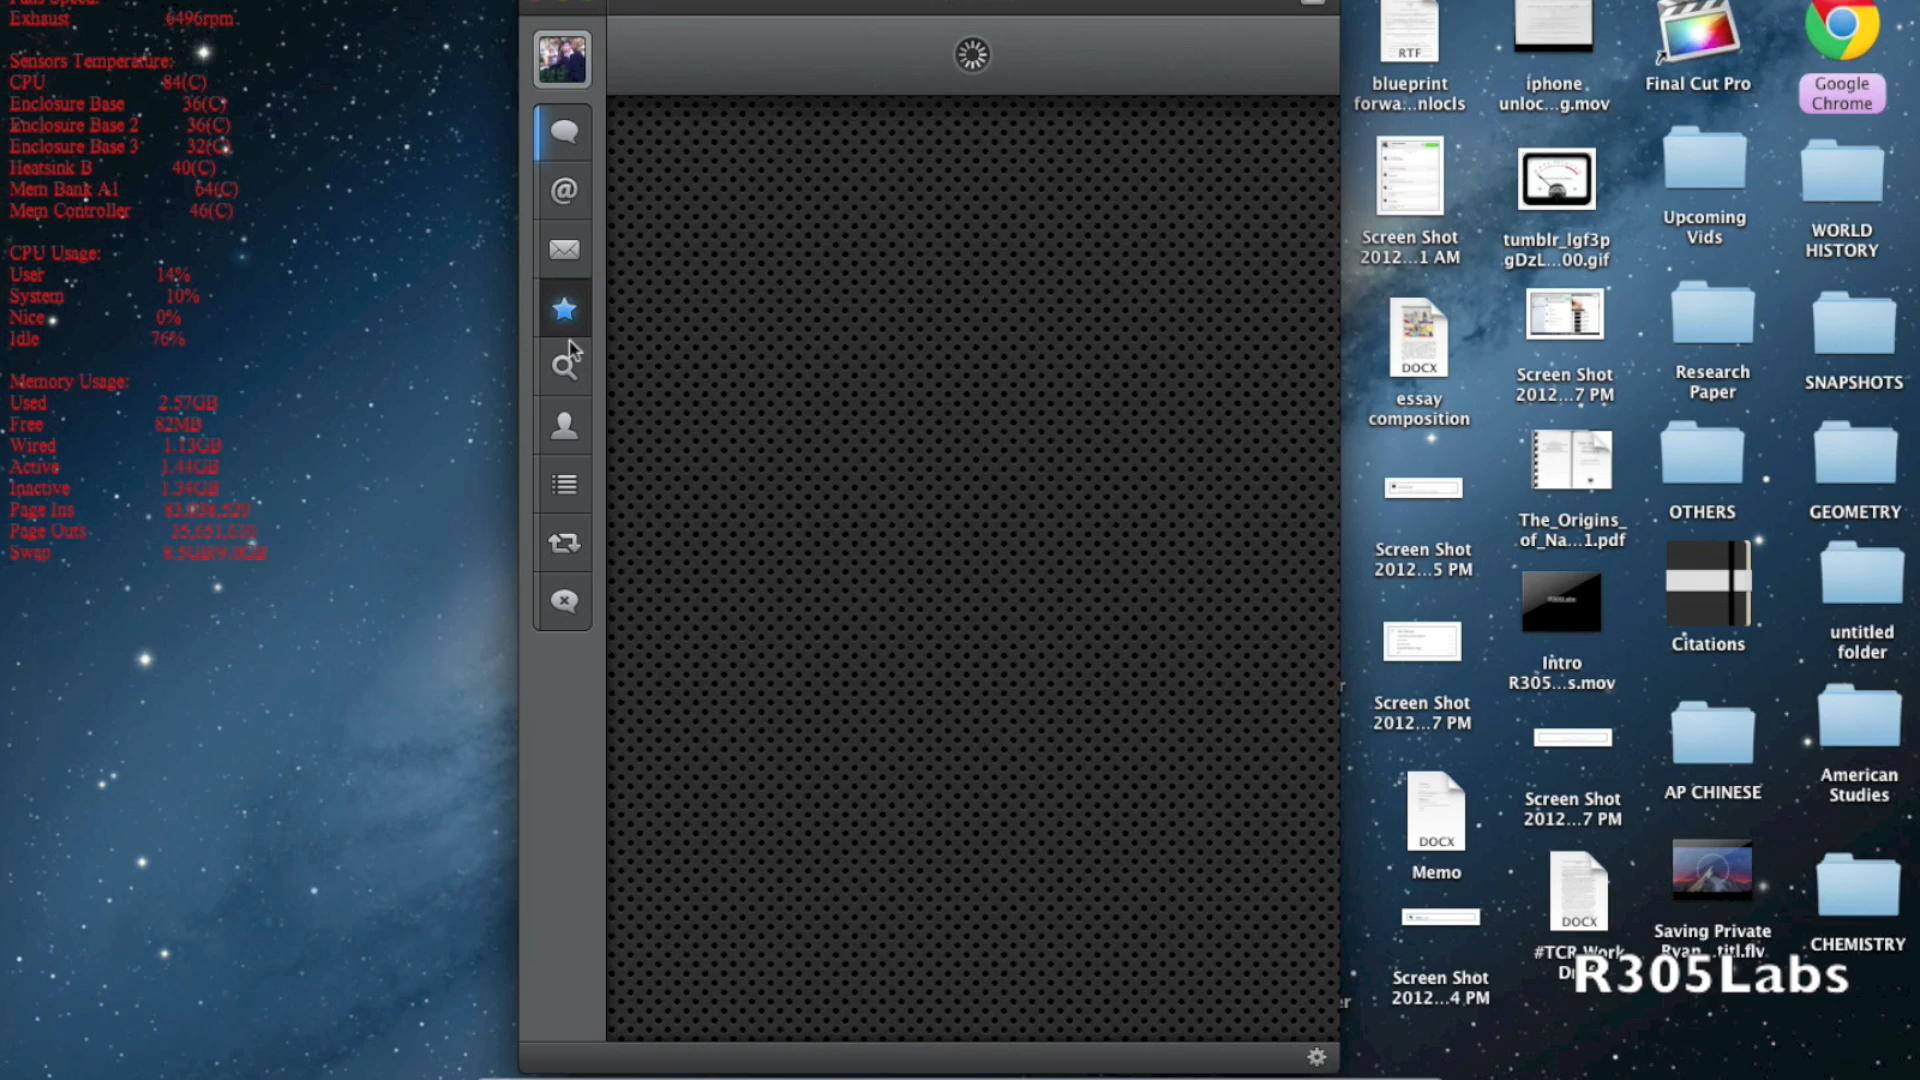 Fans Speed:
Exhaust 6496rpm
Sensors Temperature:
CPU 84(C)
Enclosure Base 36(C)
Enclosure Base 2 36(C)
Enclosure Base 3 32(C)
Heatsink B 40(C)
Mem Bank A1 64(C)
Mem Controller 46(C)
CPU Usage:
User 14%
System 10%
Nice 0%
Idle 76%
Memory Usage:
Used 2.57GB
Free 82MB
Wired 1.13GB
Active 1.44GB
Inactive 1.34GB
Page Ins
Page Outs
Swap
@
RTF
blueprint
forwa...nlocls
iphone
unloc...g.mov
Final Cut Pro
Google
Chrome
Screen Shot
2012...1 AM
tumblr_lgf3p
gDzL...00.gif
Upcoming
Vids
WORLD
HISTORY
DOCX
essay
composition
Screen Shot
2012...7 PM
Research
Paper
SNAPSHOTS
Screen Shot
2012...5 PM
The_Origins_
of_Na...1.pdf
OTHERS
GEOMETRY
Screen Shot
2012...7 PM
Intro
R305...s.mov
Citations
untitled
folder
DOCX
Memo
Screen Shot
2012...7 PM
AP CHINESE
American
Studies
Screen Shot
2012...4 PM
DOCX
#TCR Work
Saving Private
Ryan ...titl.flv
CHEMISTRY
R305Labs